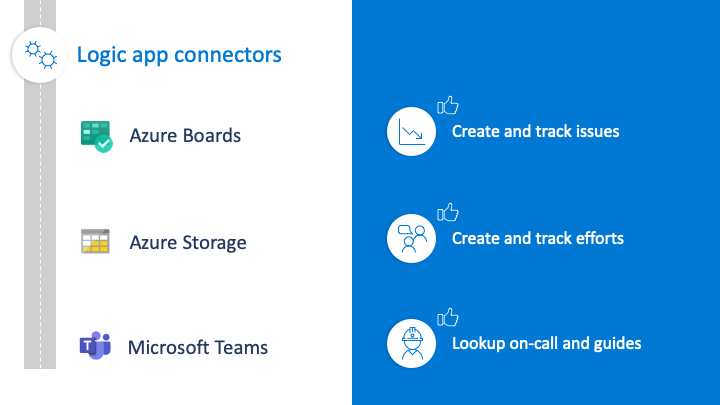 Logic app connectors
Azure Boards
Create and track issues
Azure Storage
Create and track efforts
T
Microsoft Teams
Lookup on-call and guides